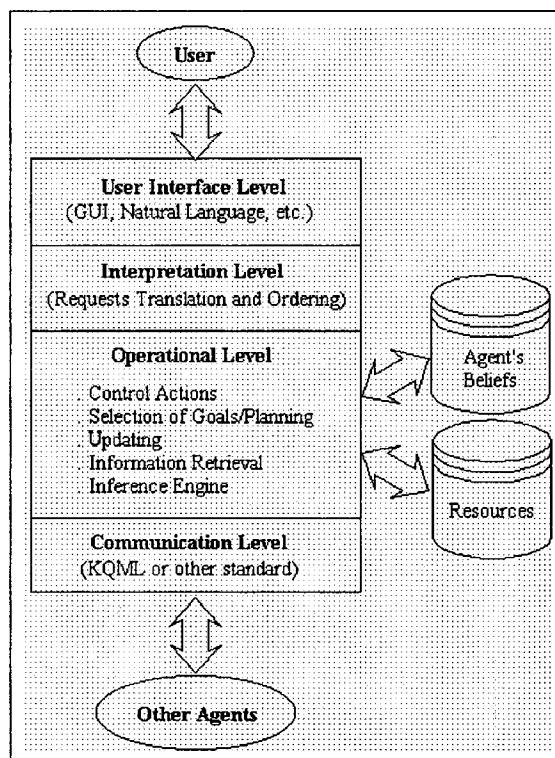 User
User Interface Level
(GUI, Natural Language, etc.)
Interpretation Level
(Requests Translation and Ordering)
Operational Level
. Control Actions
. Selection of Goals/Planning
. Updating
. Information Retrieval
. Inference Engine
Agent's
Beliefs
Resources
Communication Level
(KQML or other standard)
Other Agents